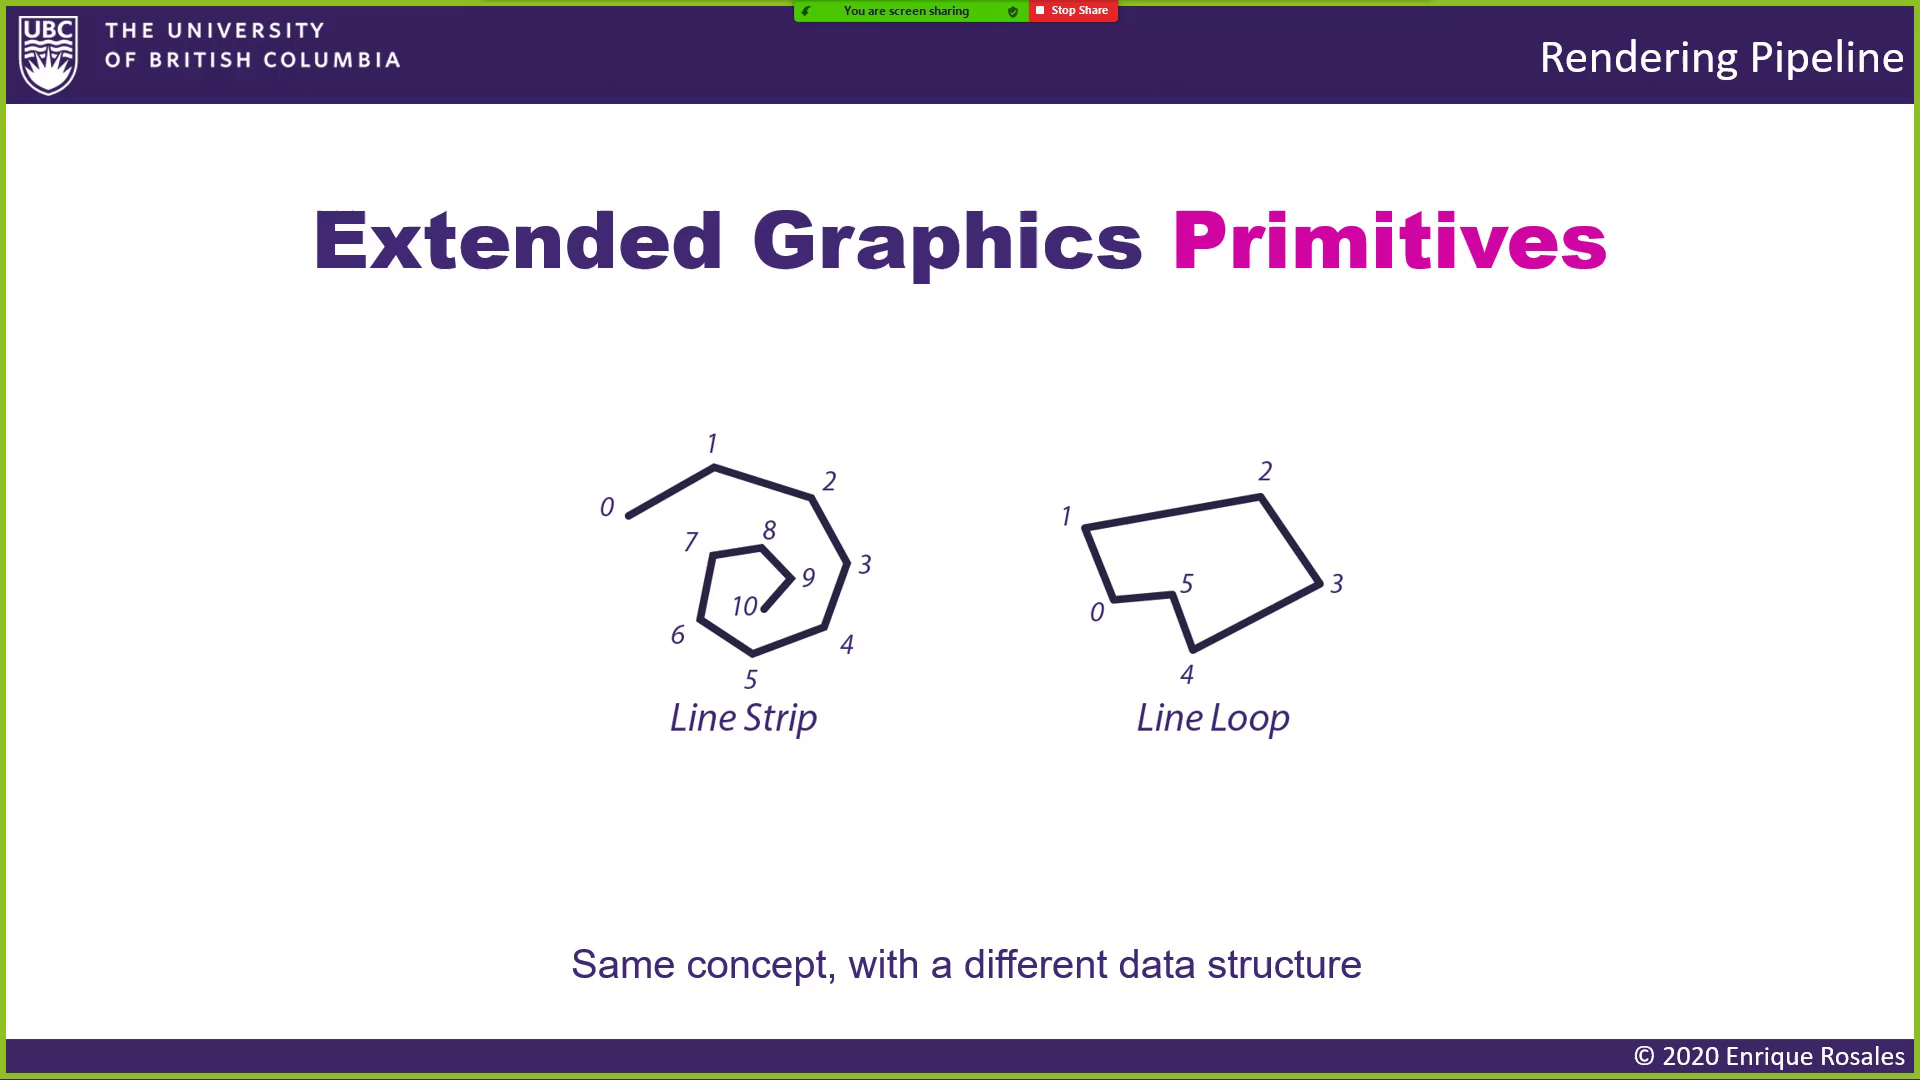 You are screen sharing
Stop Share
UBC
THE UNIVERSITY
OF BRITISH COLUMBIA
Rendering Pipeline
Extended Graphics Primitives
1
2
0
8
7
3
9
10
6
4
5
Line Strip
2
1
5
3
0
4
Line Loop
Same concept, with a different data structure
© 2020 Enrique Rosales